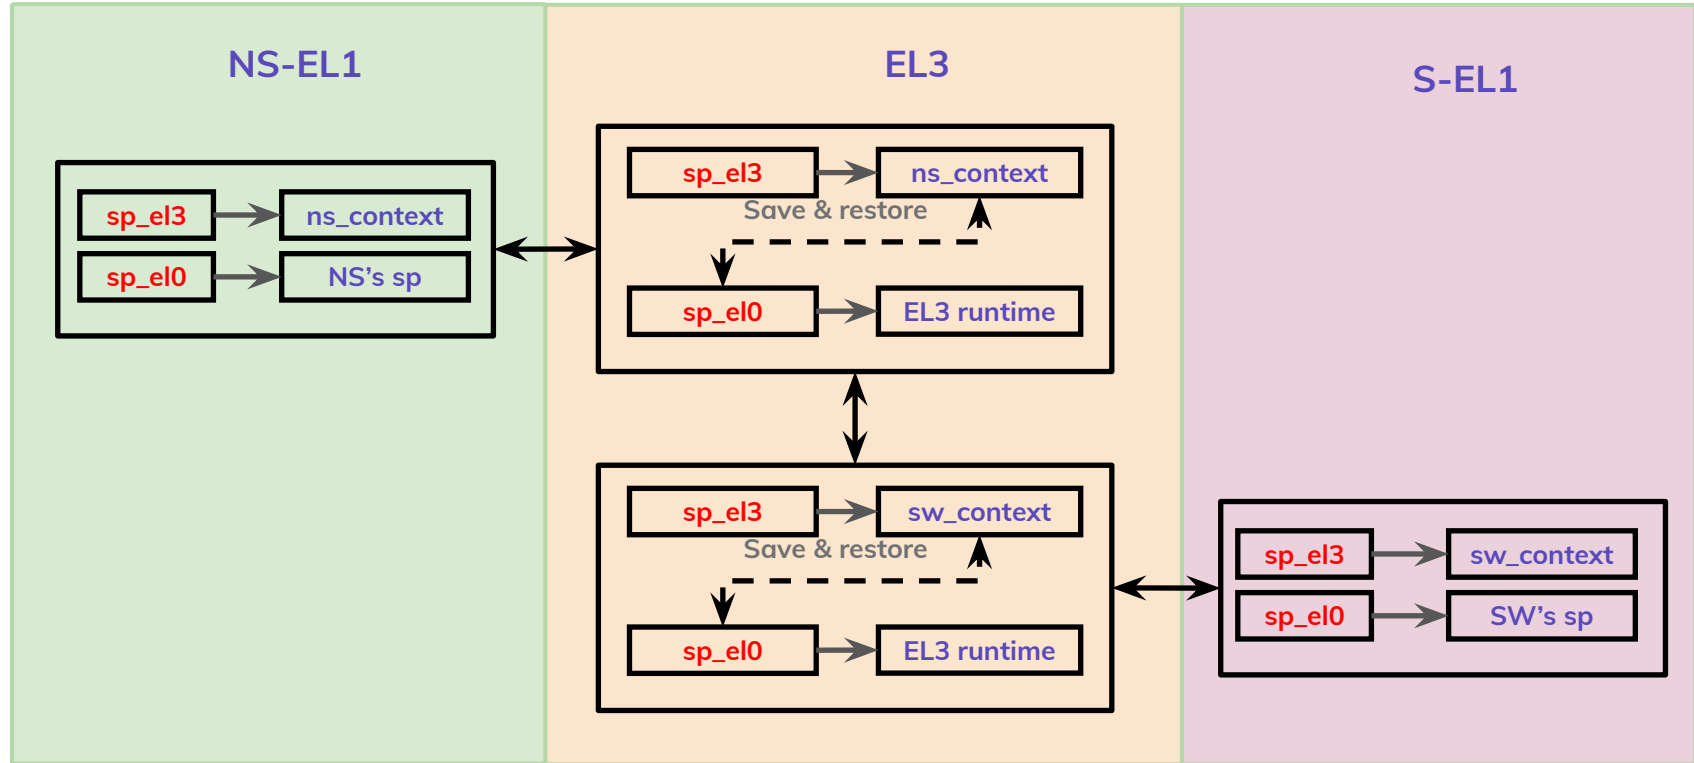 NS-EL1
sp_el3
ns_context
sp_el0
NS’s sp
EL3
sp_el3
ns_context
Save & restore
sp_el0
EL3 runtime
sp_el3
sw_context
Save & restore
sp_el0
EL3 runtime
S-EL1
sp_el3
sw_context
sp_el0
SW’s sp